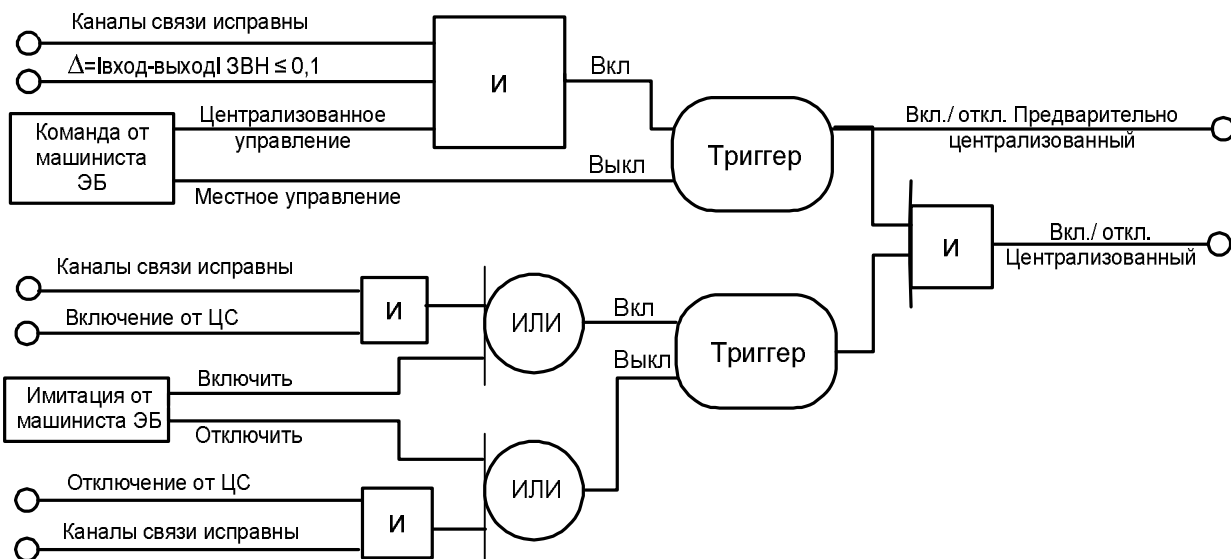 Каналы связи исправны
Δ=Iвход-выходI ЗВН ≤ 0,1
И
Вкл
Команда от
машиниста
ЭБ
Централизованное
управление
Местное управление
Выкл
Триггер
Вкл./ откл. Предварительно
централизованный
И
Вкл./ откл.
Централизованный
Каналы связи исправны
Включение от ЦС
И
ИЛИ
Вкл
Выкл
Триггер
Имитация от
машиниста ЭБ
Включить
Отключить
Отключение от ЦС
Каналы связи исправны
И
ИЛИ